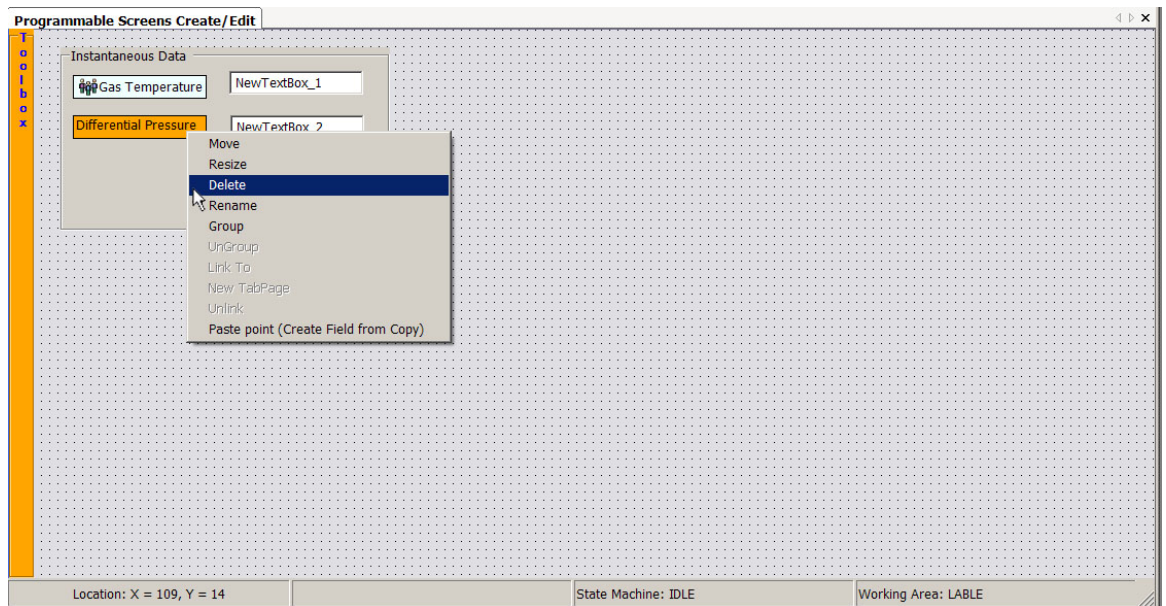 Programmable Screens Create/Edit
Toolbox
Instantaneous Data
Gas Temperature
NewTextBox_1
Differential Pressure
NewTextBox_2
Move
Resize
Delete
Rename
Group
UnGroup
Link To
New TabPage
Unlink
Paste point (Create Field from Copy)
Location: X = 109, Y = 14
State Machine: IDLE
Working Area: LABLE